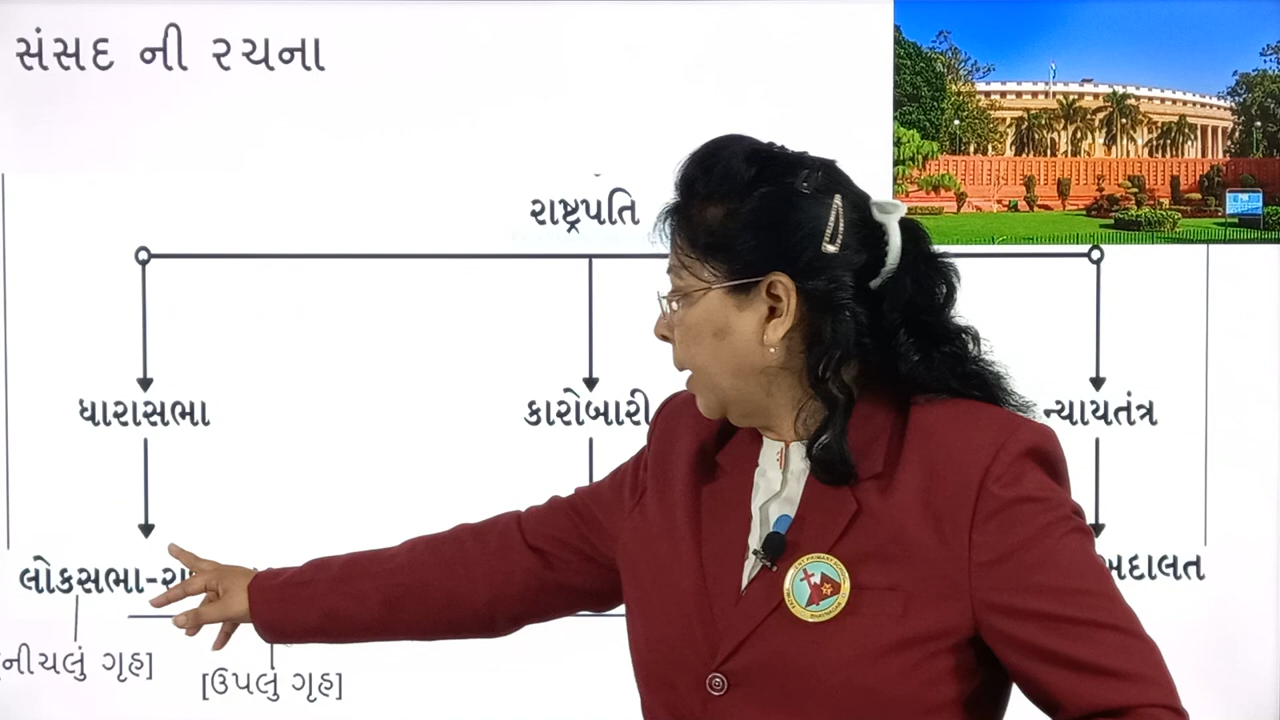 સંસદ ની રચના
રાષ્ટ્રપતિ
ધારાસભા
કારોબારી
ન્યાયતંત્ર
લોકસભા-રા
અદાલત
[નીચલું ગૃહ]
[ઉપલું ગૃહ]